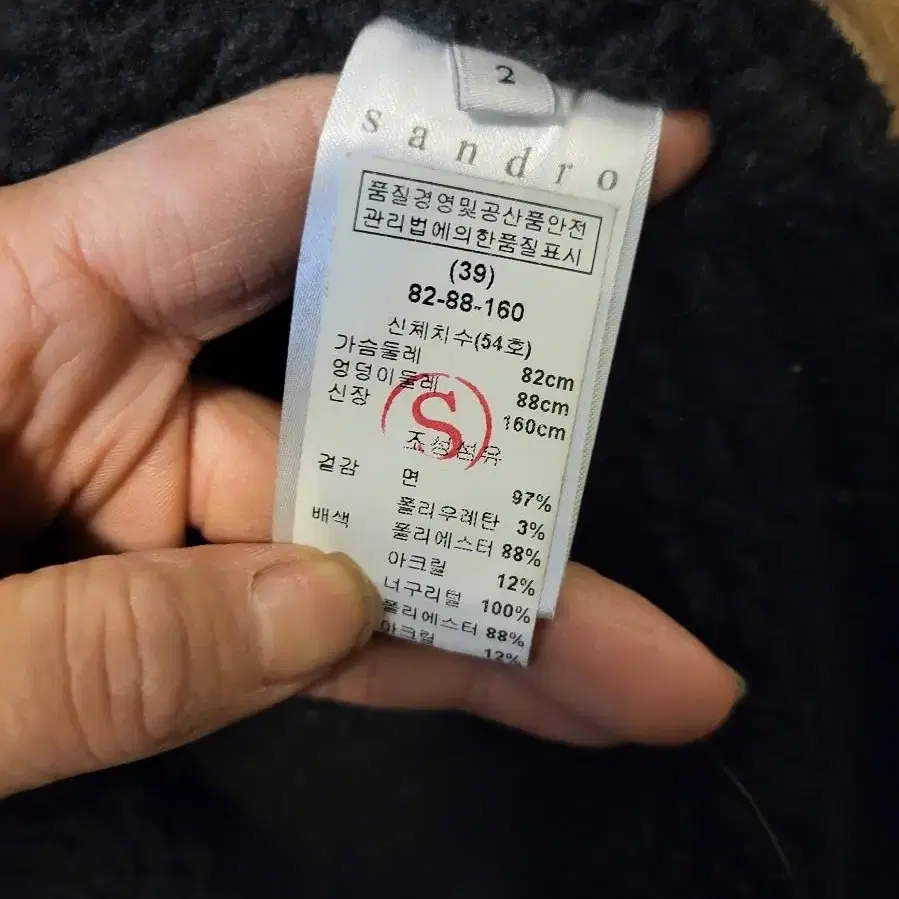 2
sandro
품질경영및공산품안전
관리법에의한품질표시
(39)
82-88-160
신체치수(54호)
가슴둘레 82cm
엉덩이둘레 88cm
신장 160cm
S
조성섬유
겉감 면 97%
폴리우레탄 3%
배색 폴리에스터 88%
아크릴 12%
너구리털 100%
폴리에스터 88%
아크릴 12%